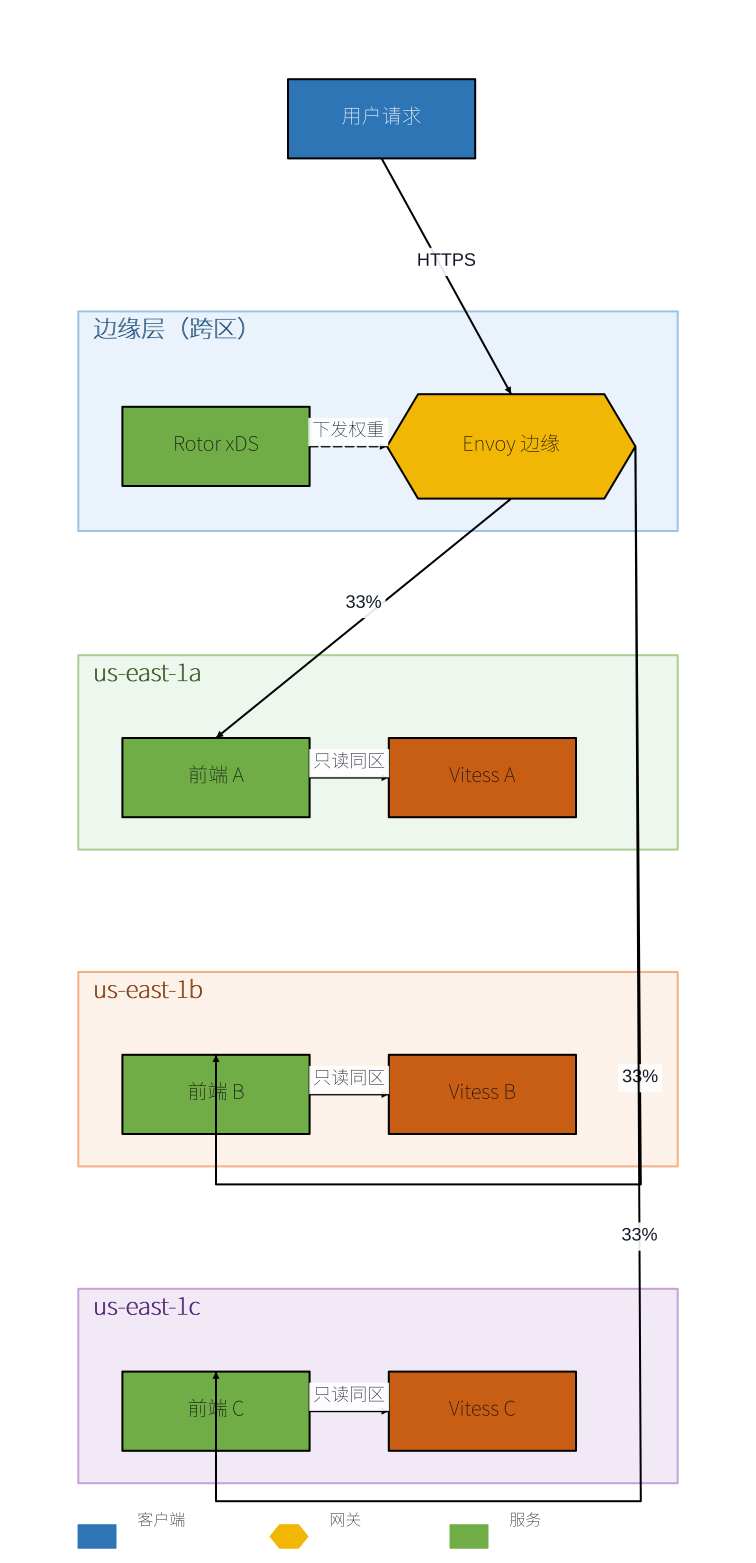 用户请求
HTTPS
边缘层（跨区）
Rotor xDS
下发权重
Envoy 边缘
33%
us-east-1a
前端 A
只读同区
Vitess A
us-east-1b
前端 B
只读同区
Vitess B
33%
33%
us-east-1c
前端 C
只读同区
Vitess C
客户端
网关
服务